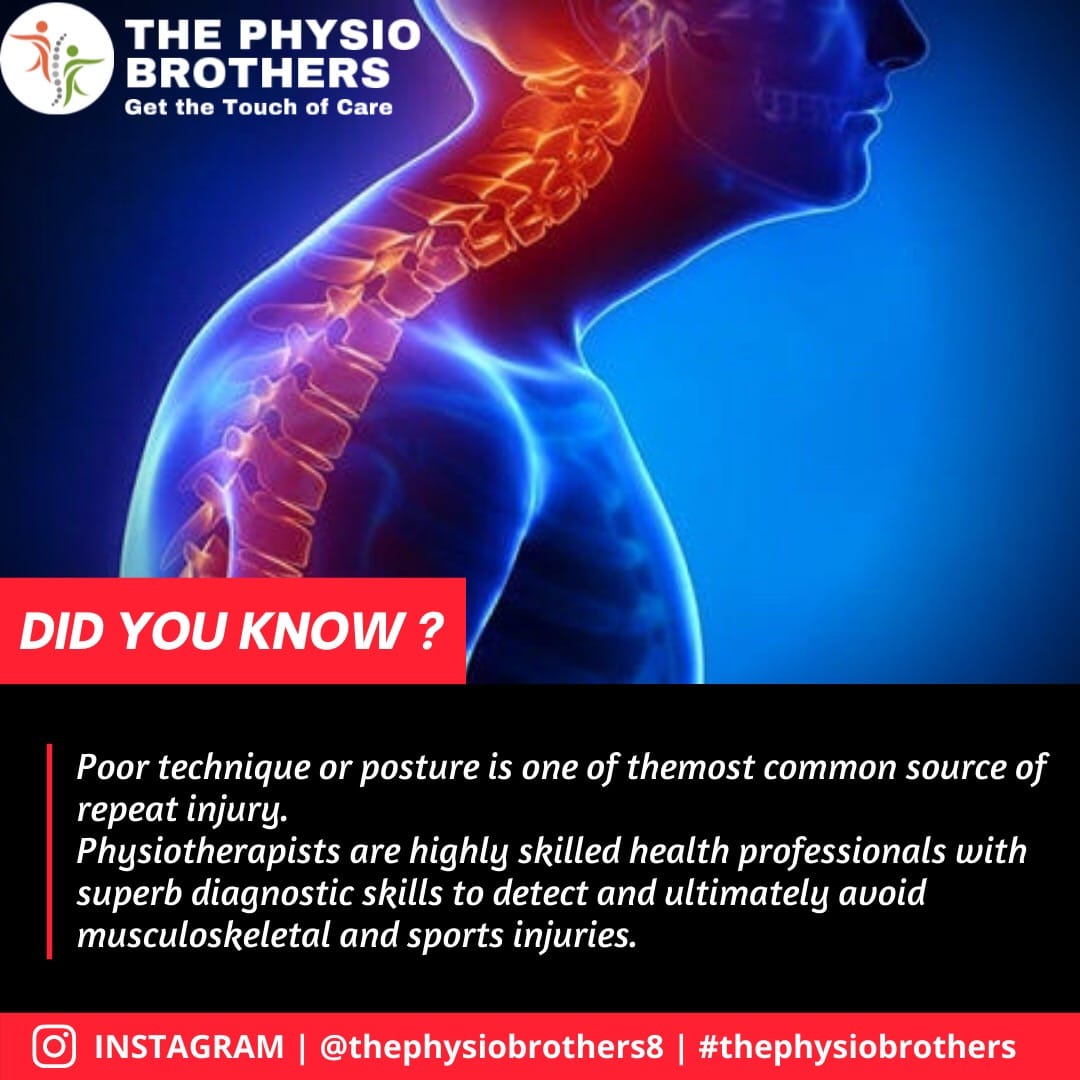 THE PHYSIO
BROTHERS
Get the Touch of Care
DID YOU KNOW ?
Poor technique or posture is one of themost common source of
repeat injury.
Physiotherapists are highly skilled health professionals with
superb diagnostic skills to detect and ultimately avoid
musculoskeletal and sports injuries.
INSTAGRAM | @thephysiobrothers8 | #thephysiobrothers